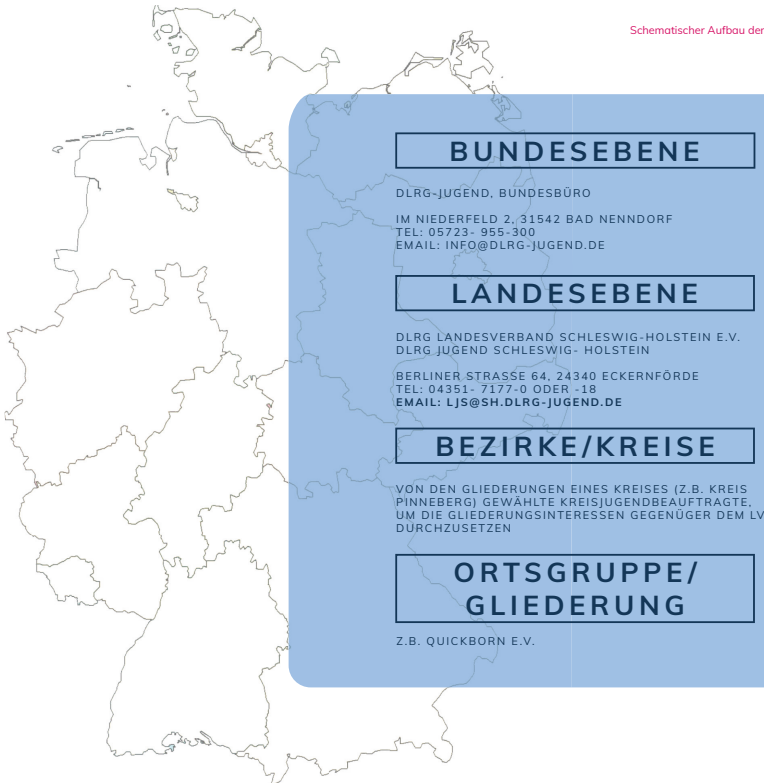 Schematischer Aufbau der
BUNDESEBENE
DLRG-JUGEND, BUNDESBÜRO
IM NIEDERFELD 2, 31542 BAD NENNDORF
TEL: 05723- 955-300
EMAIL: INFO@DLRG-JUGEND.DE
LANDESEBENE
DLRG LANDESVERBAND SCHLESWIG-HOLSTEIN E.V.
DLRG JUGEND SCHLESWIG- HOLSTEIN
BERLINER STRASSE 64, 24340 ECKERNFÖRDE
TEL: 04351- 7177-0 ODER -18
EMAIL: LJS@SH.DLRG-JUGEND.DE
BEZIRKE/KREISE
VON DEN GLIEDERUNGEN EINES KREISES (Z.B. KREIS
PINNEBERG) GEWÄHLTE KREISJUGENDBEAUFTRAGTE,
UM DIE GLIEDERUNGSINTERESSEN GEGENÜGER DEM LV
DURCHZUSETZEN
ORTSGRUPPE/
GLIEDERUNG
Z.B. QUICKBORN E.V.